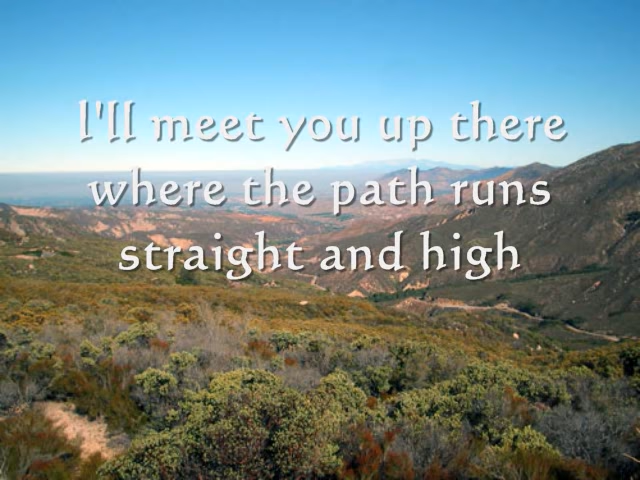 I'll meet you up there
where the path runs
straight and high